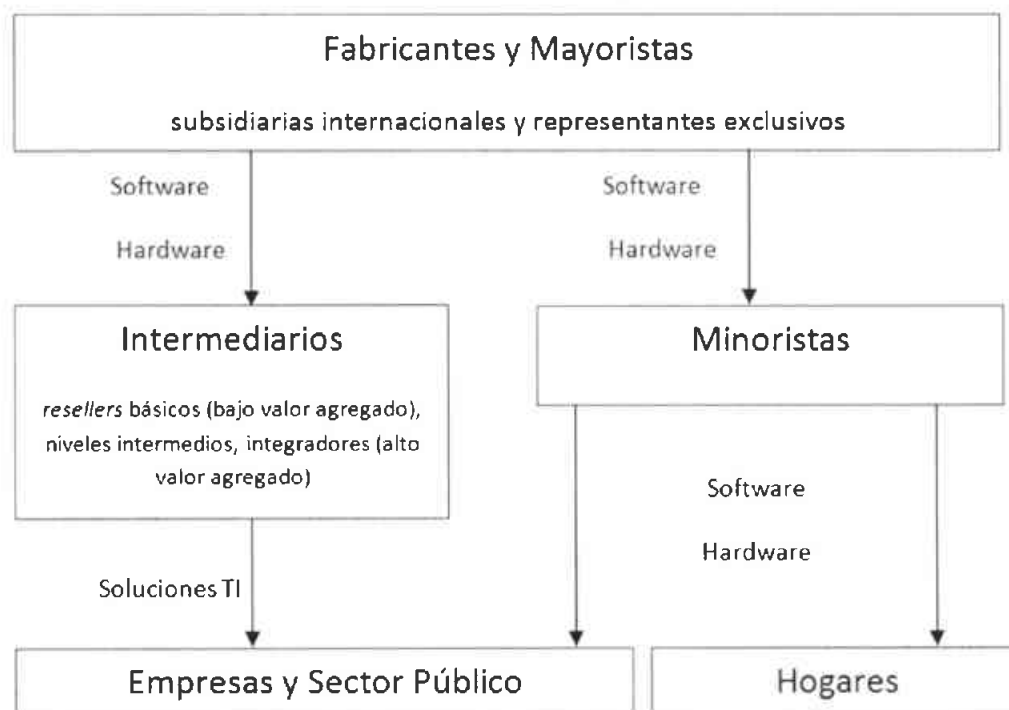 Fabricantes y Mayoristas
subsidiarias internacionales y representantes exclusivos
Software
Hardware
Software
Hardware
Intermediarios
resellers básicos (bajo valor agregado),
niveles intermedios, integradores (alto
valor agregado)
Minoristas
Soluciones TI
Software
Hardware
Empresas y Sector Público
Hogares